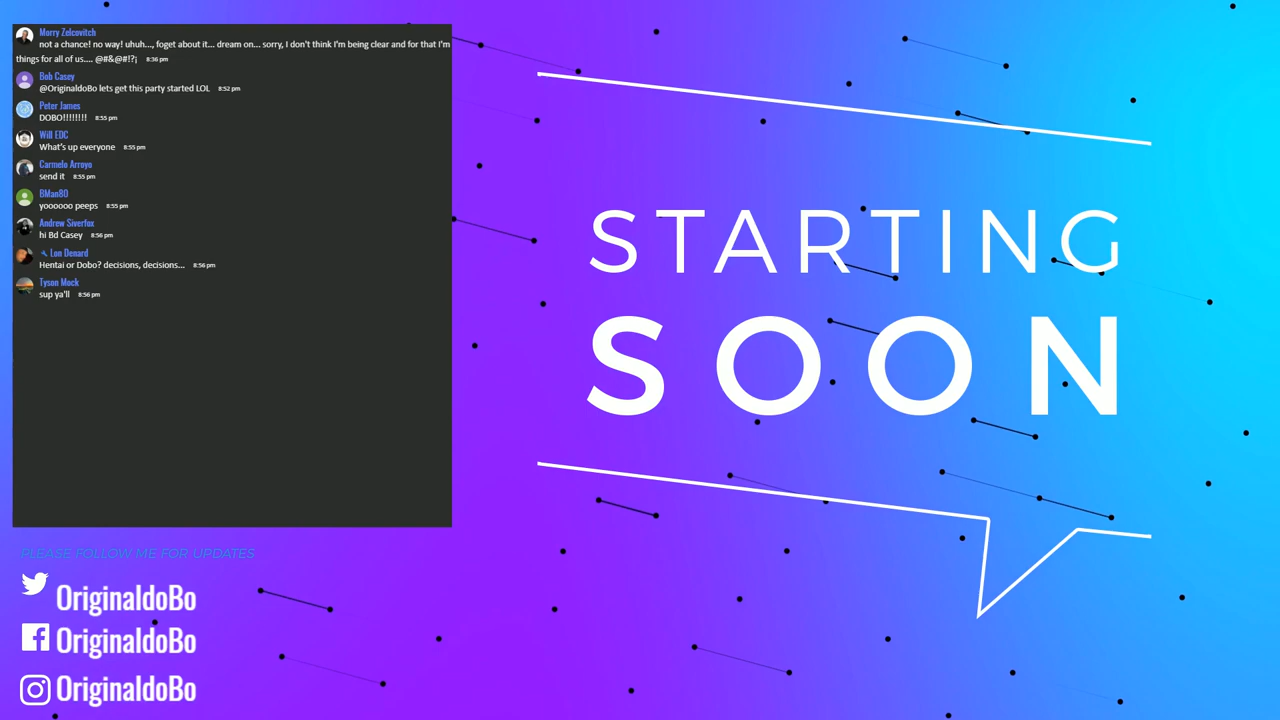 Morry Zelcovitch
not a chance! no way! uhuh..., foget about it... dream on... sorry, I don't think I'm being clear and for that I'm
things for all of us.... @#&@#!?¡ 8:36 pm
Bob Casey
@OriginaldoBo lets get this party started LOL 8:52 pm
Peter James
DOBO!!!!!!!! 8:55 pm
Will EDC
What's up everyone 8:55 pm
Carmelo Arroyo
send it 8:55 pm
BMan80
yoooooo peeps 8:55 pm
Andrew Siverfox
hi Bd Casey 8:56 pm
Lon Denard
Hentai or Dobo? decisions, decisions... 8:56 pm
Tyson Mock
sup ya'll 8:56 pm
STARTING
SOON
PLEASE FOLLOW ME FOR UPDATES
OriginaldoBo
OriginaldoBo
OriginaldoBo